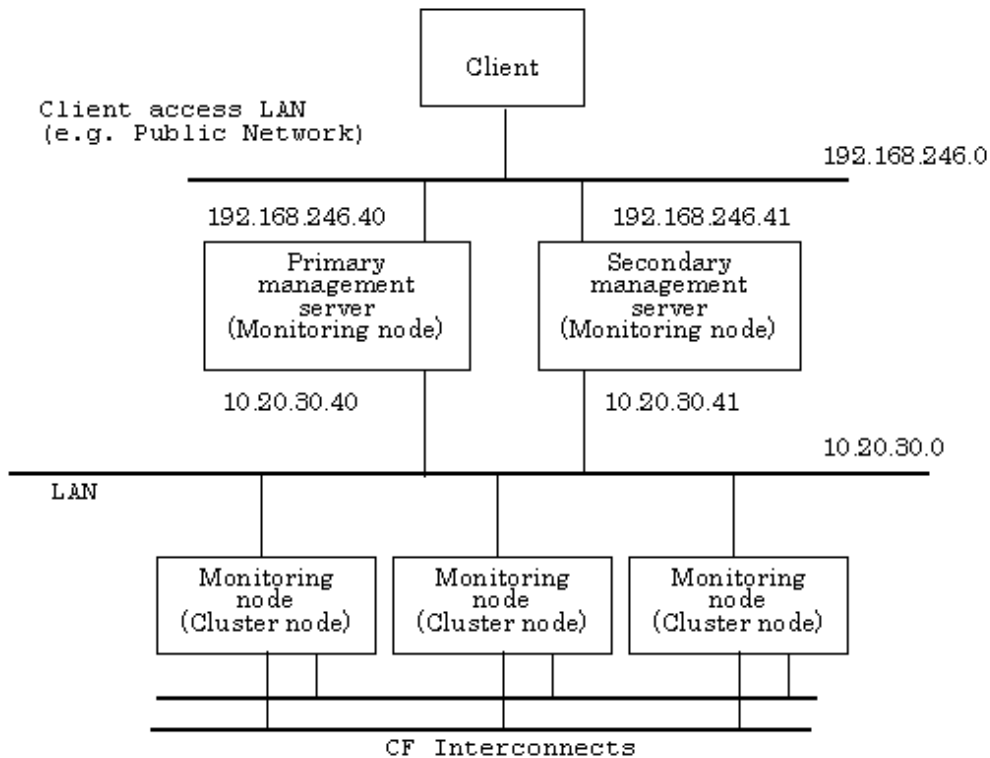 Client
Client access LAN
(e.g. Public Network)
192.168.246.0
192.168.246.40
192.168.246.41
Primary
management
server
(Monitoring node)
Secondary
management
server
(Monitoring node)
10.20.30.40
10.20.30.41
10.20.30.0
LAN
Monitoring
node
(Cluster node)
Monitoring
node
(Cluster node)
Monitoring
node
(Cluster node)
CF Interconnects